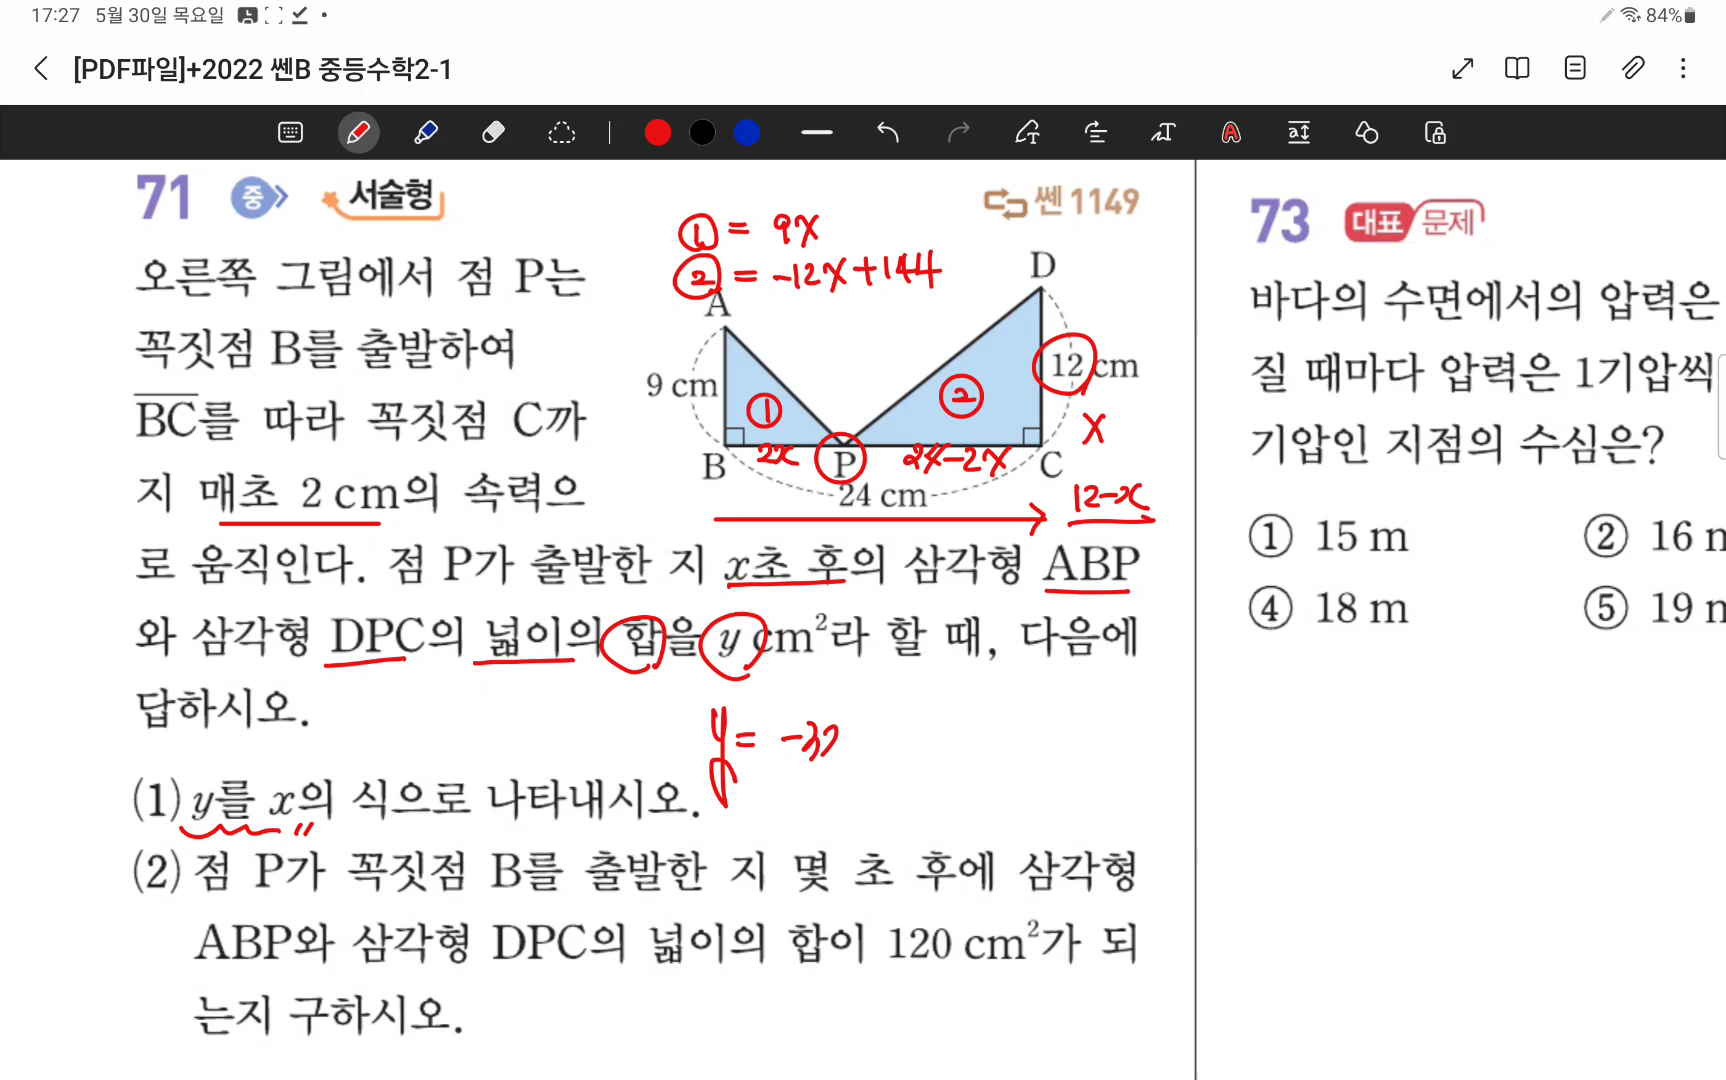 17:27 5월 30일 목요일
84%
[PDF파일]+2022 쎈B 중등수학2-1
71 중 서술형
쎈 1149
① = 9x
② = -12x+144
오른쪽 그림에서 점 P는
꼭짓점 B를 출발하여
BC를 따라 꼭짓점 C까
지 매초 2 cm의 속력으
로 움직인다. 점 P가 출발한 지 x초 후의 삼각형 ABP
와 삼각형 DPC의 넓이의 합을 y cm²라 할 때, 다음에
답하시오.
A
D
9 cm
12 cm
①
②
x
B
2x
P
24-2x
C
24 cm
12-x
y = -3x
(1) y를 x의 식으로 나타내시오.
(2) 점 P가 꼭짓점 B를 출발한 지 몇 초 후에 삼각형
ABP와 삼각형 DPC의 넓이의 합이 120 cm²가 되
는지 구하시오.
73 대표 문제
바다의 수면에서의 압력은
질 때마다 압력은 1기압씩
기압인 지점의 수심은?
① 15 m ② 16
④ 18 m ⑤ 19